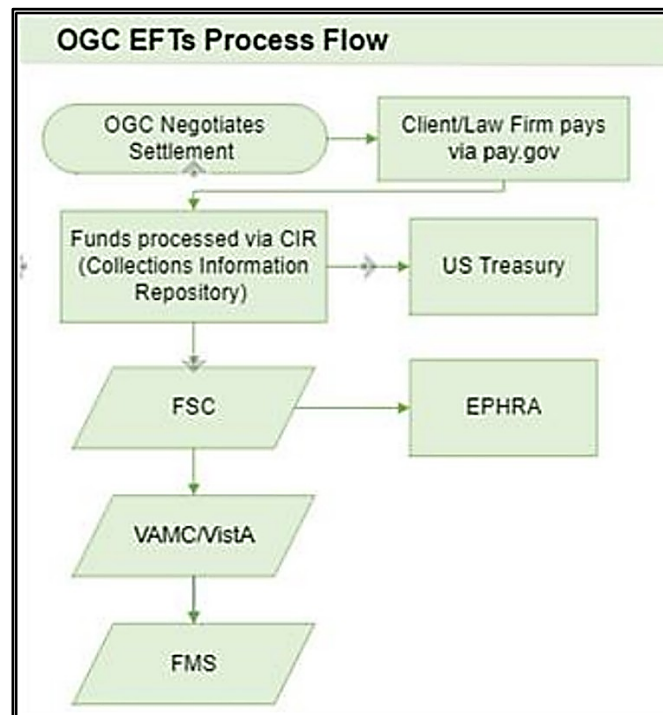 OGC EFTs Process Flow
OGC Negotiates
Settlement
Client/Law Firm pays
via pay.gov
Funds processed via CIR
(Collections Information
Repository)
US Treasury
FSC
EPHRA
VAMC/VistA
FMS